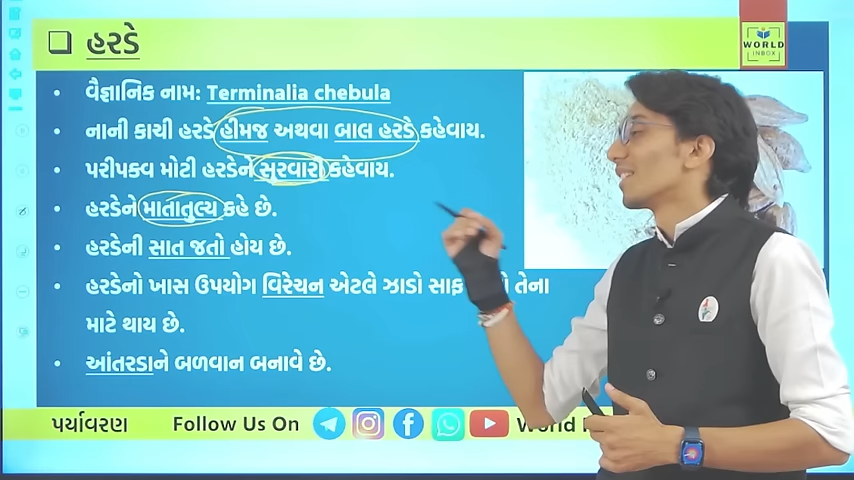 ❑ હરડે
WORLD
INBOX
• વૈજ્ઞાનિક નામ: Terminalia chebula
• નાની કાચી હરડે હીમજ અથવા બાલ હરડે કહેવાય.
• પરીપક્વ મોટી હરડેને સુરવારી કહેવાય.
• હરડેને માતાતુલ્ય કહે છે.
• હરડેની સાત જતો હોય છે.
• હરડેનો ખાસ ઉપયોગ વિરેચન એટલે ઝાડો સાફ તેના
માટે થાય છે.
• આંતરડાને બળવાન બનાવે છે.
પર્યાવરણ Follow Us On World